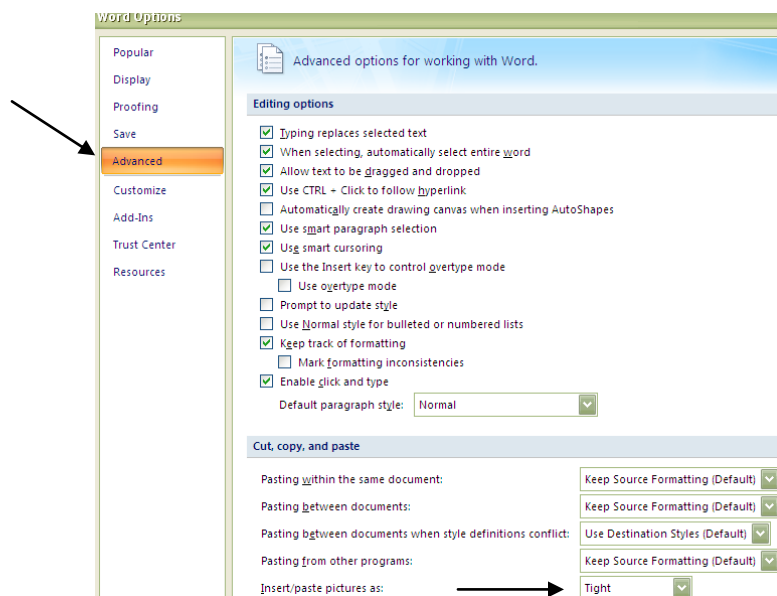 Word Options
Popular
Display
Proofing
Save
Advanced
Customize
Add-Ins
Trust Center
Resources
Advanced options for working with Word.
Editing options
Typing replaces selected text
When selecting, automatically select entire word
Allow text to be dragged and dropped
Use CTRL + Click to follow hyperlink
Automatically create drawing canvas when inserting AutoShapes
Use smart paragraph selection
Use smart cursoring
Use the Insert key to control overtype mode
Use overtype mode
Prompt to update style
Use Normal style for bulleted or numbered lists
Keep track of formatting
Mark formatting inconsistencies
Enable click and type
Default paragraph style: Normal
Cut, copy, and paste
Pasting within the same document: Keep Source Formatting (Default)
Pasting between documents: Keep Source Formatting (Default)
Pasting between documents when style definitions conflict: Use Destination Styles (Default)
Pasting from other programs: Keep Source Formatting (Default)
Insert/paste pictures as: Tight